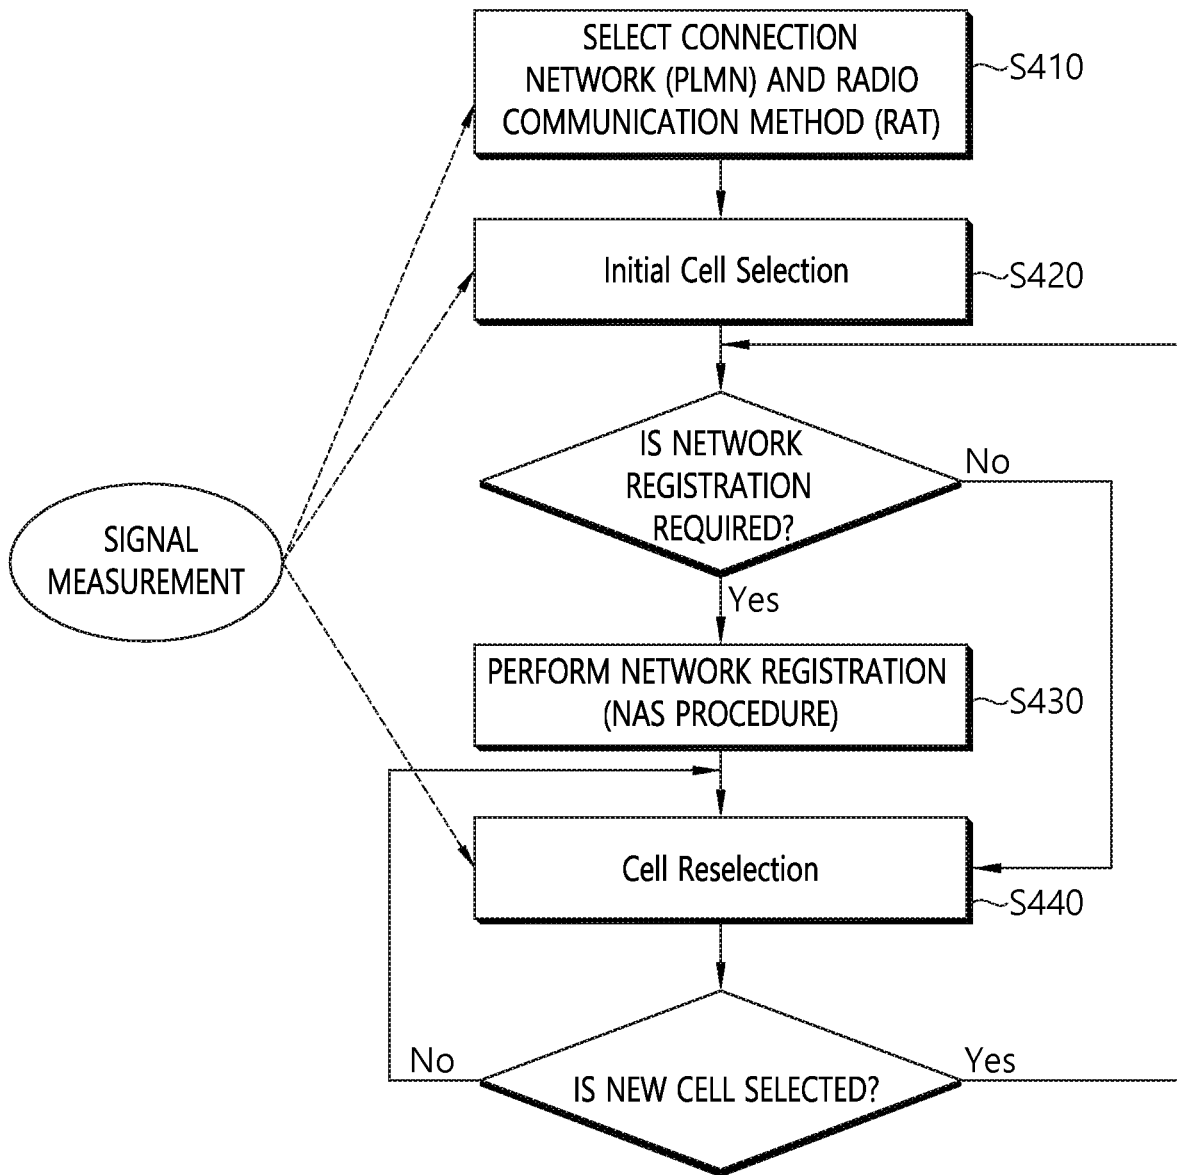 SELECT CONNECTION
NETWORK (PLMN) AND RADIO
COMMUNICATION METHOD (RAT)
S410
Initial Cell Selection
S420
IS NETWORK
REGISTRATION
REQUIRED?
No
Yes
SIGNAL
MEASUREMENT
PERFORM NETWORK REGISTRATION
(NAS PROCEDURE)
S430
Cell Reselection
S440
No
IS NEW CELL SELECTED?
Yes